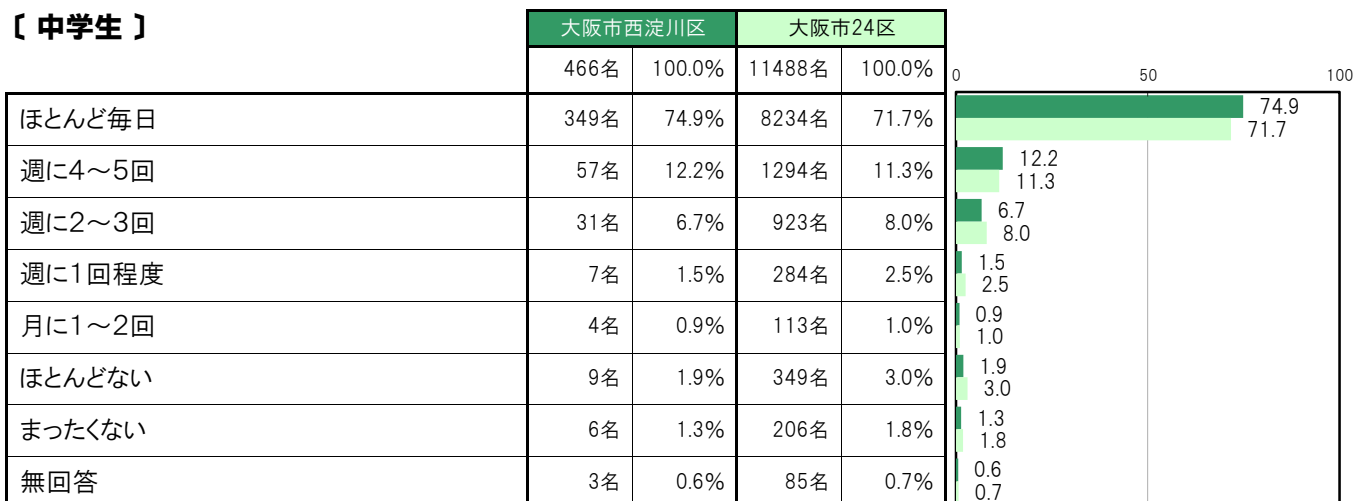 〔 中学生 〕
大阪市西淀川区 大阪市24区
466名 100.0% 11488名 100.0%
0 50 100
ほとんど毎日 349名 74.9% 8234名 71.7%
74.9
71.7
週に4～5回 57名 12.2% 1294名 11.3%
12.2
11.3
週に2～3回 31名 6.7% 923名 8.0%
6.7
8.0
週に1回程度 7名 1.5% 284名 2.5%
1.5
2.5
月に1～2回 4名 0.9% 113名 1.0%
0.9
1.0
ほとんどない 9名 1.9% 349名 3.0%
1.9
3.0
まったくない 6名 1.3% 206名 1.8%
1.3
1.8
無回答 3名 0.6% 85名 0.7%
0.6
0.7